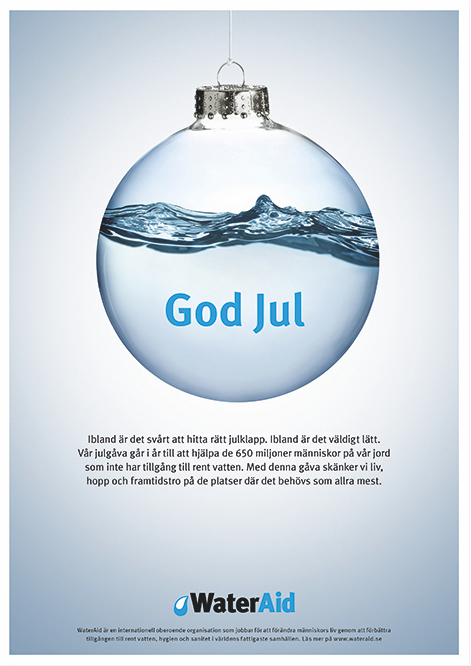 God Jul
Ibland är det svårt att hitta rätt julklapp. Ibland är det väldigt lätt.
Vår julgåva går i år till att hjälpa de 650 miljoner människor på vår jord
som inte har tillgång till rent vatten. Med denna gåva skänker vi liv,
hopp och framtidstro på de platser där det behövs som allra mest.
WaterAid
WaterAid är en internationell oberoende organisation som jobbar för att förändra människors liv genom att förbättra
tillgången till rent vatten, hygien och sanitet i världens fattigaste samhällen. Läs mer på www.wateraid.se